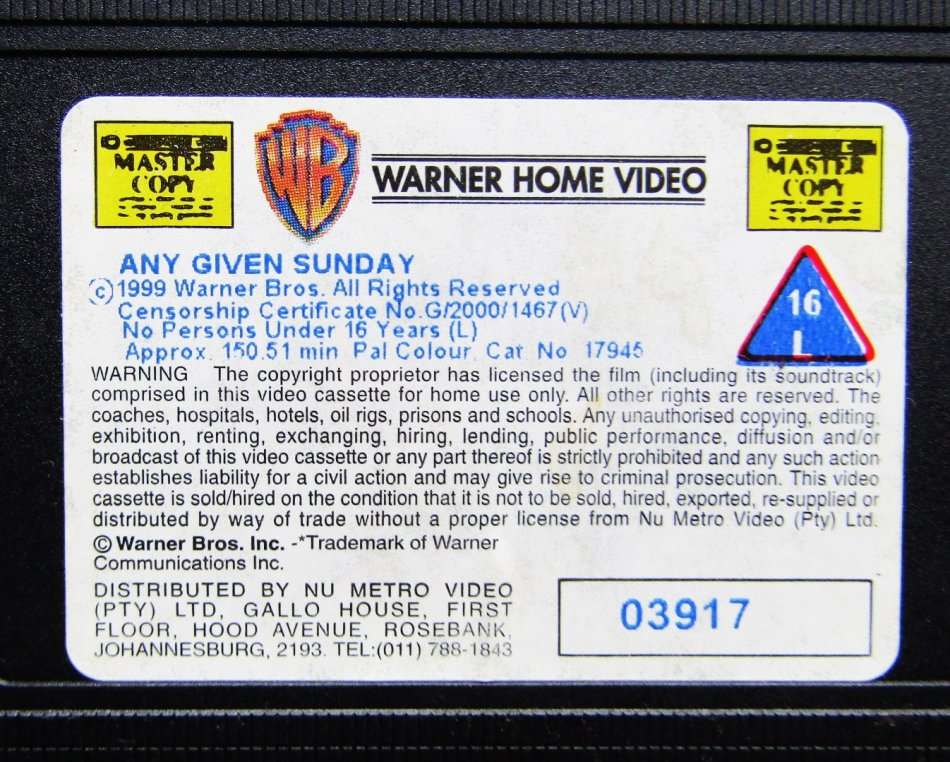 MASTER
COPY
WB
WARNER HOME VIDEO
MASTER
COPY
ANY GIVEN SUNDAY
©1999 Warner Bros. All Rights Reserved
Censorship Certificate No.G/2000/1467(V)
No Persons Under 16 Years (L)
Approx. 150.51 min Pal Colour. Cat No 17945
16
L
WARNING The copyright proprietor has licensed the film (including its soundtrack)
comprised in this video cassette for home use only. All other rights are reserved. The
coaches, hospitals, hotels, oil rigs, prisons and schools. Any unauthorised copying, editing,
exhibition, renting, exchanging, hiring, lending, public performance, diffusion and/or
broadcast of this video cassette or any part thereof is strictly prohibited and any such action
establishes liability for a civil action and may give rise to criminal prosecution. This video
cassette is sold/hired on the condition that it is not to be sold, hired, exported, re-supplied or
distributed by way of trade without a proper license from Nu Metro Video (Pty) Ltd.
© Warner Bros. Inc. -*Trademark of Warner
Communications Inc.
DISTRIBUTED BY NU METRO VIDEO
(PTY) LTD, GALLO HOUSE, FIRST
FLOOR, HOOD AVENUE, ROSEBANK,
JOHANNESBURG, 2193. TEL:(011) 788-1843
03917